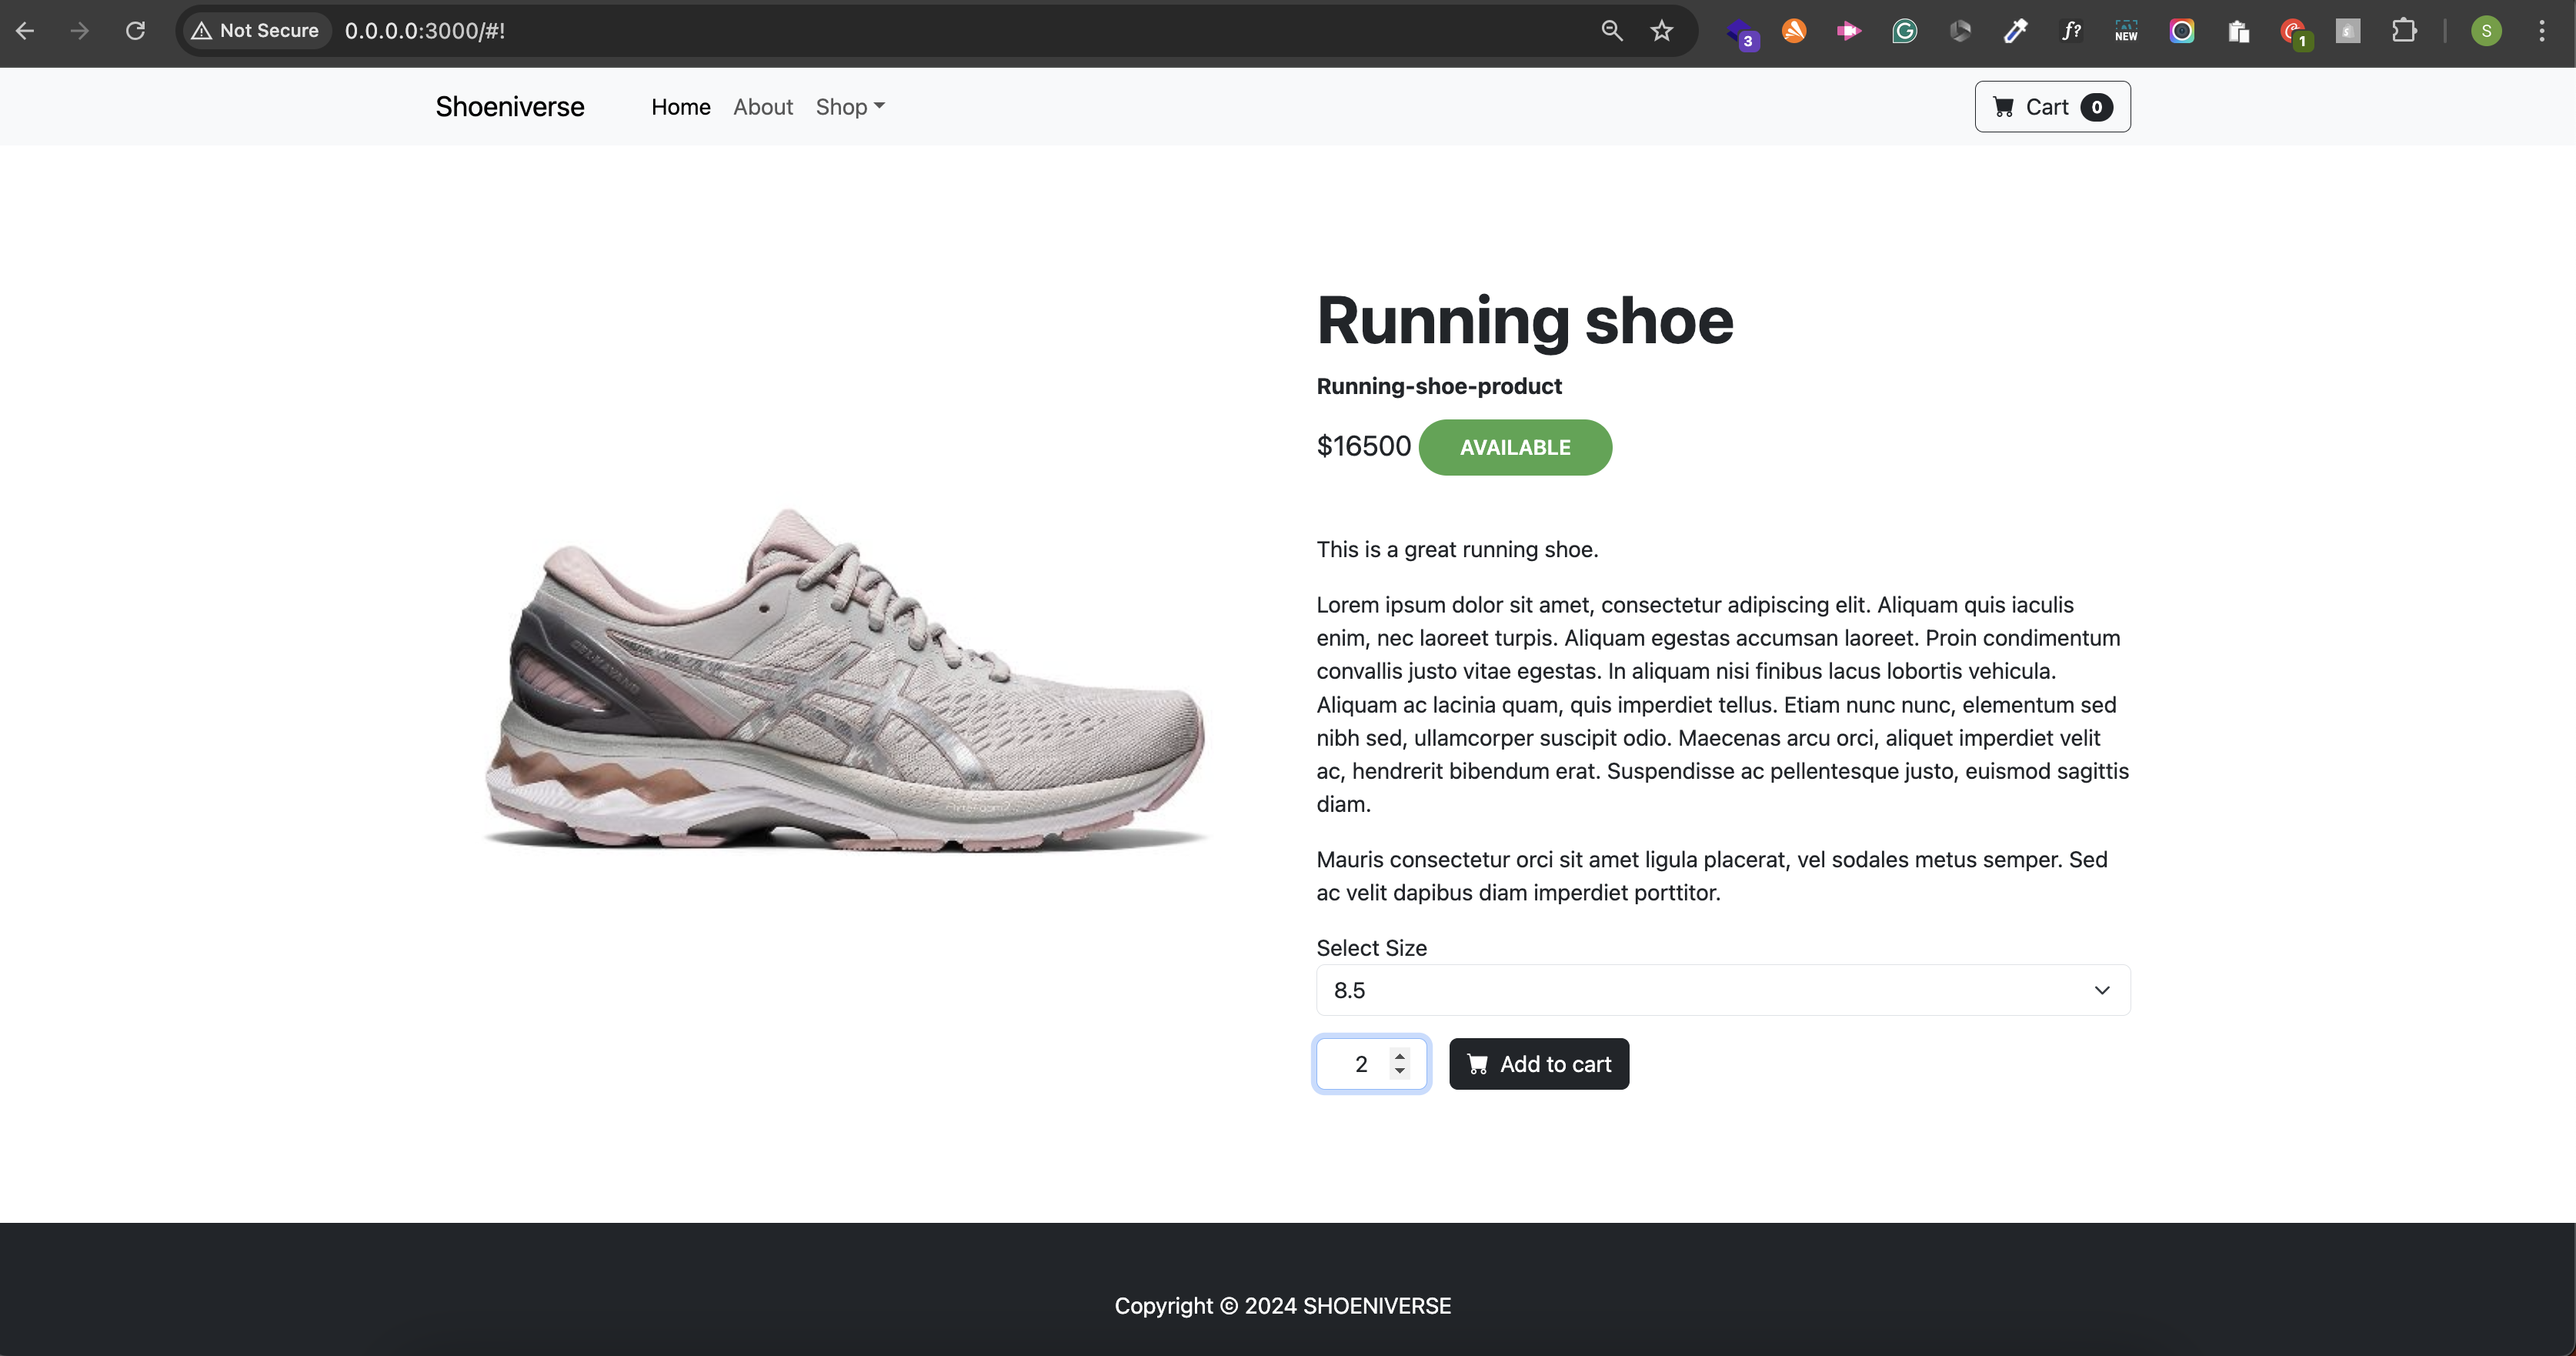 Not Secure 0.0.0.0:3000/#!
3
NEW
1
S
Shoeniverse Home About Shop Cart 0
Running shoe
Running-shoe-product
$16500 AVAILABLE
This is a great running shoe.
Lorem ipsum dolor sit amet, consectetur adipiscing elit. Aliquam quis iaculis
enim, nec laoreet turpis. Aliquam egestas accumsan laoreet. Proin condimentum
convallis justo vitae egestas. In aliquam nisi finibus lacus lobortis vehicula.
Aliquam ac lacinia quam, quis imperdiet tellus. Etiam nunc nunc, elementum sed
nibh sed, ullamcorper suscipit odio. Maecenas arcu orci, aliquet imperdiet velit
ac, hendrerit bibendum erat. Suspendisse ac pellentesque justo, euismod sagittis
diam.
Mauris consectetur orci sit amet ligula placerat, vel sodales metus semper. Sed
ac velit dapibus diam imperdiet porttitor.
Select Size
8.5
2 Add to cart
GEL-KAYANO
Copyright © 2024 SHOENIVERSE